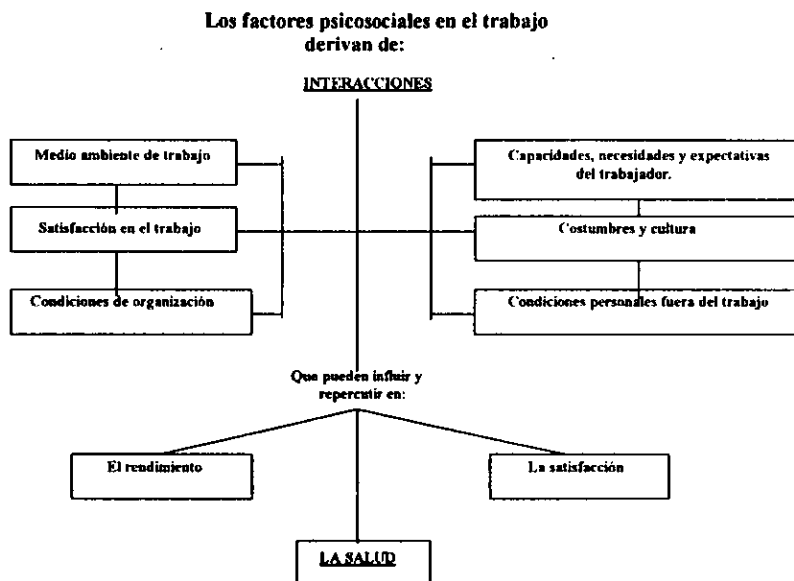 Los factores psicosociales en el trabajo
derivan de:
INTERACCIONES
Medio ambiente de trabajo
Satisfacción en el trabajo
Condiciones de organización
Capacidades, necesidades y expectativas
del trabajador.
Costumbres y cultura
Condiciones personales fuera del trabajo
Que pueden influir y
repercutir en:
El rendimiento
La satisfacción
LA SALUD